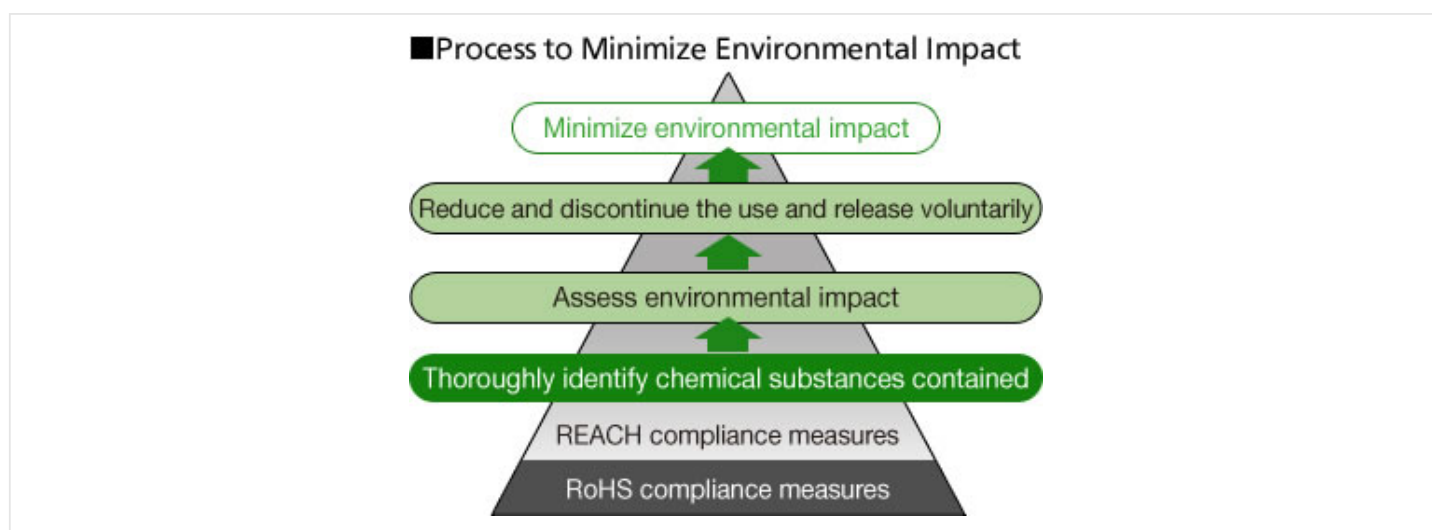 ■Process to Minimize Environmental Impact
Minimize environmental impact
Reduce and discontinue the use and release voluntarily
Assess environmental impact
Thoroughly identify chemical substances contained
REACH compliance measures
RoHS compliance measures